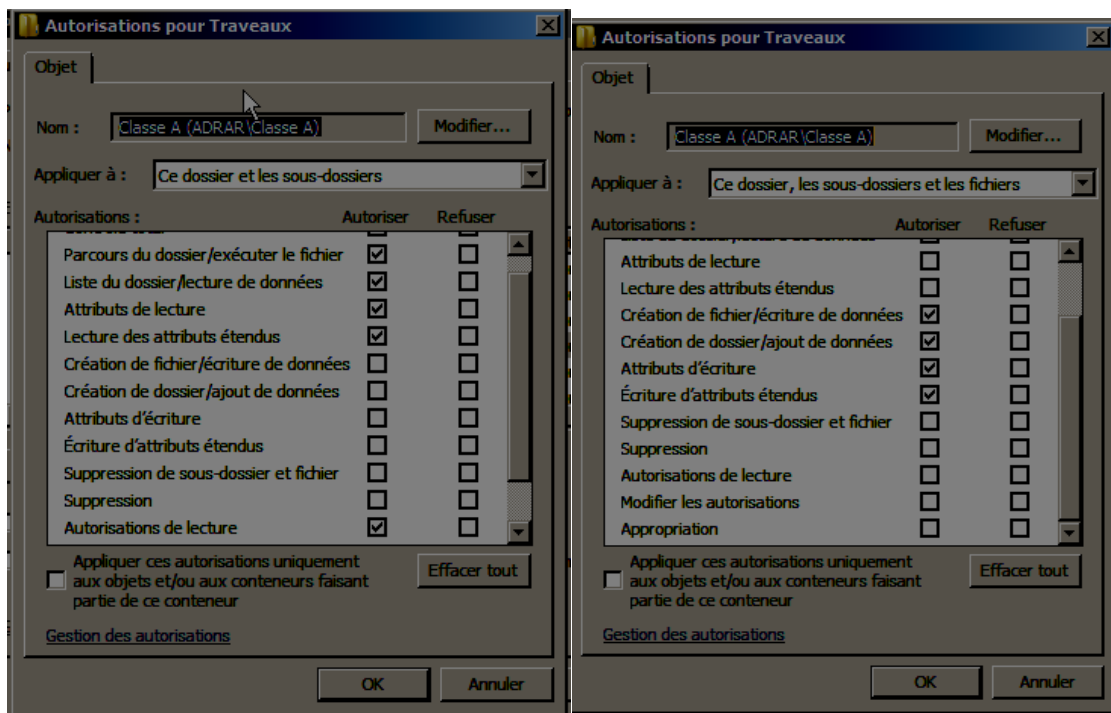 Autorisations pour Traveaux
Objet
Nom : Classe A (ADRAR\Classe A) Modifier...
Appliquer à : Ce dossier et les sous-dossiers
Autorisations : Autoriser Refuser
Parcours du dossier/exécuter le fichier
Liste du dossier/lecture de données
Attributs de lecture
Lecture des attributs étendus
Création de fichier/écriture de données
Création de dossier/ajout de données
Attributs d'écriture
Écriture d'attributs étendus
Suppression de sous-dossier et fichier
Suppression
Autorisations de lecture
Appliquer ces autorisations uniquement
aux objets et/ou aux conteneurs faisant
partie de ce conteneur
Effacer tout
Gestion des autorisations
OK Annuler
Autorisations pour Traveaux
Objet
Nom : Classe A (ADRAR\Classe A) Modifier...
Appliquer à : Ce dossier, les sous-dossiers et les fichiers
Autorisations : Autoriser Refuser
Attributs de lecture
Lecture des attributs étendus
Création de fichier/écriture de données
Création de dossier/ajout de données
Attributs d'écriture
Écriture d'attributs étendus
Suppression de sous-dossier et fichier
Suppression
Autorisations de lecture
Modifier les autorisations
Appropriation
Appliquer ces autorisations uniquement
aux objets et/ou aux conteneurs faisant
partie de ce conteneur
Effacer tout
Gestion des autorisations
OK Annuler